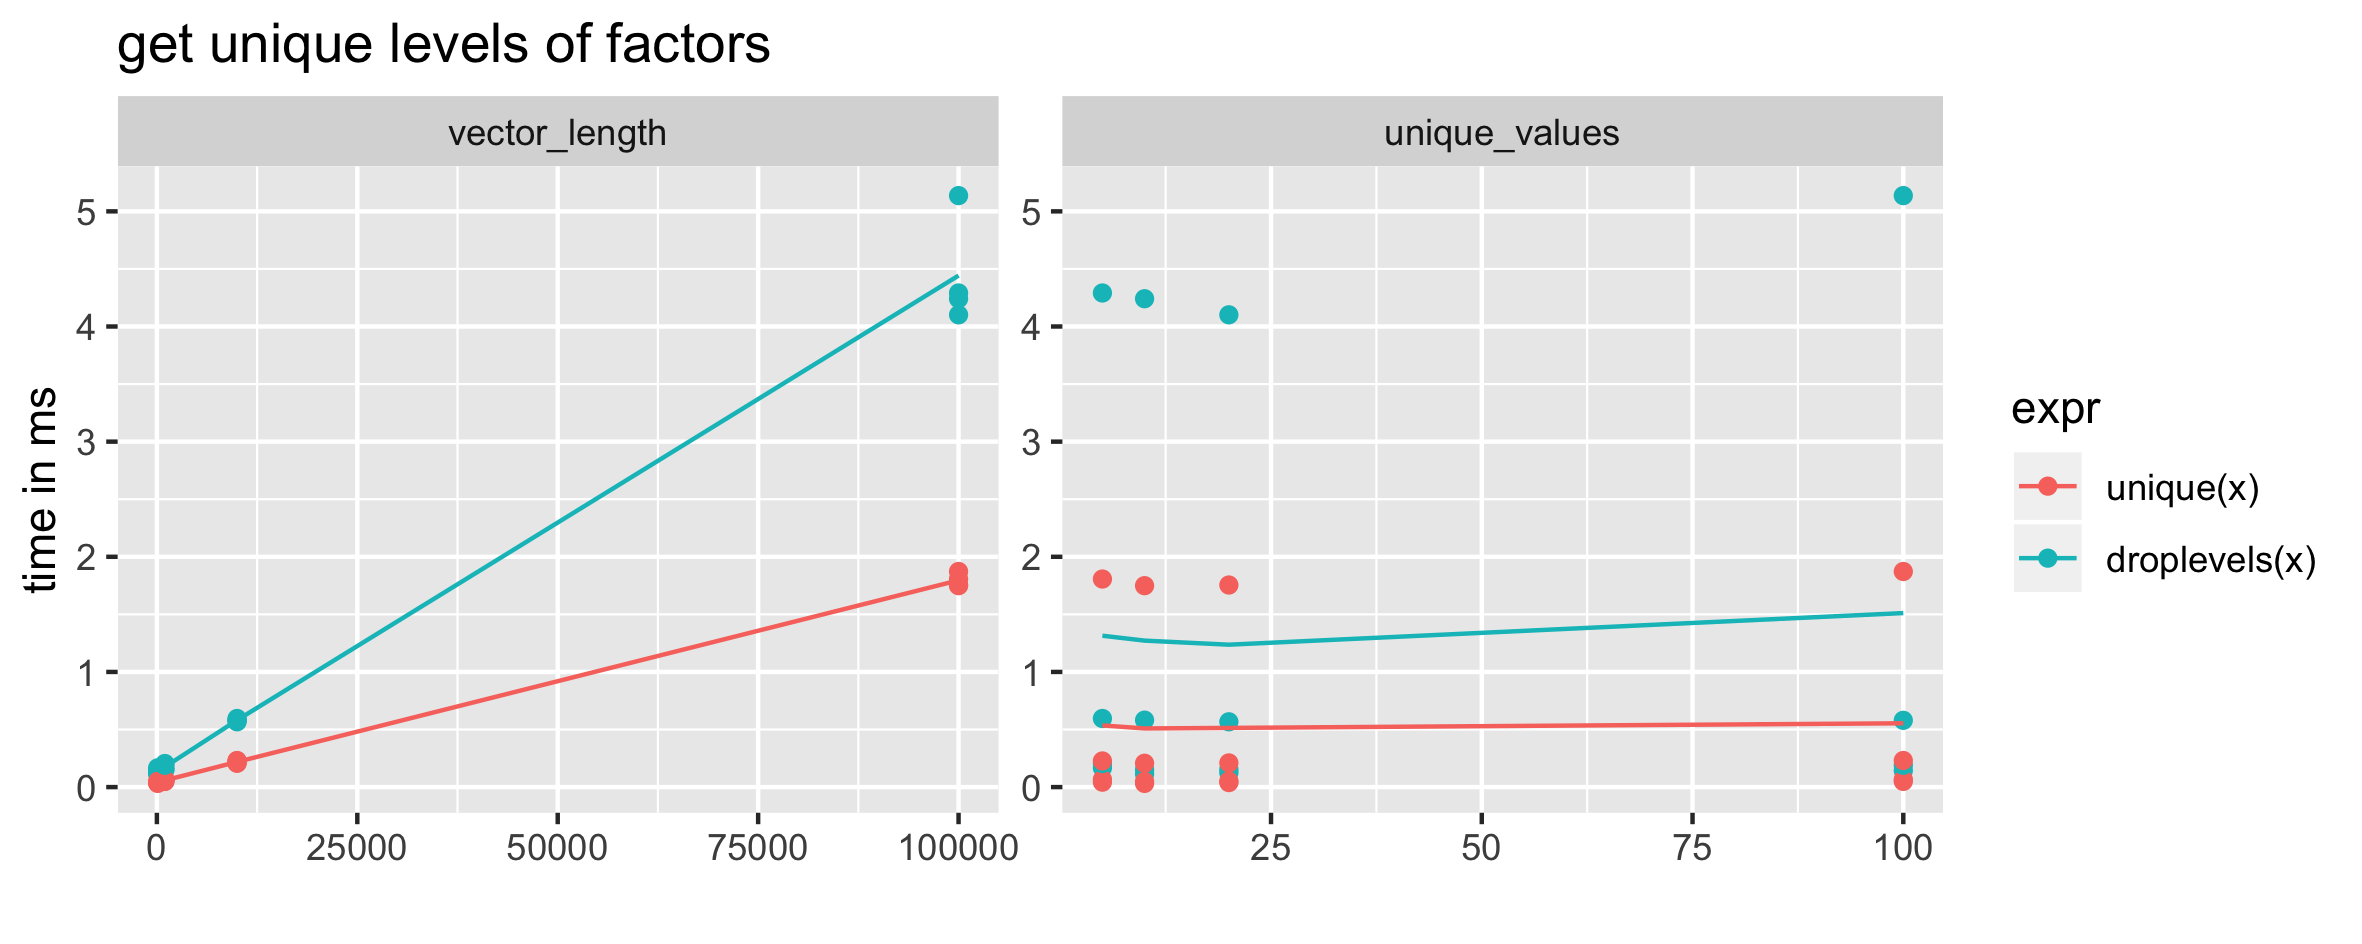 get unique levels of factors
vector_length
unique_values
time in ms
5
4
3
2
1
0
0 25000 50000 75000 100000
5
4
3
2
1
0
25 50 75 100
expr
unique(x)
droplevels(x)